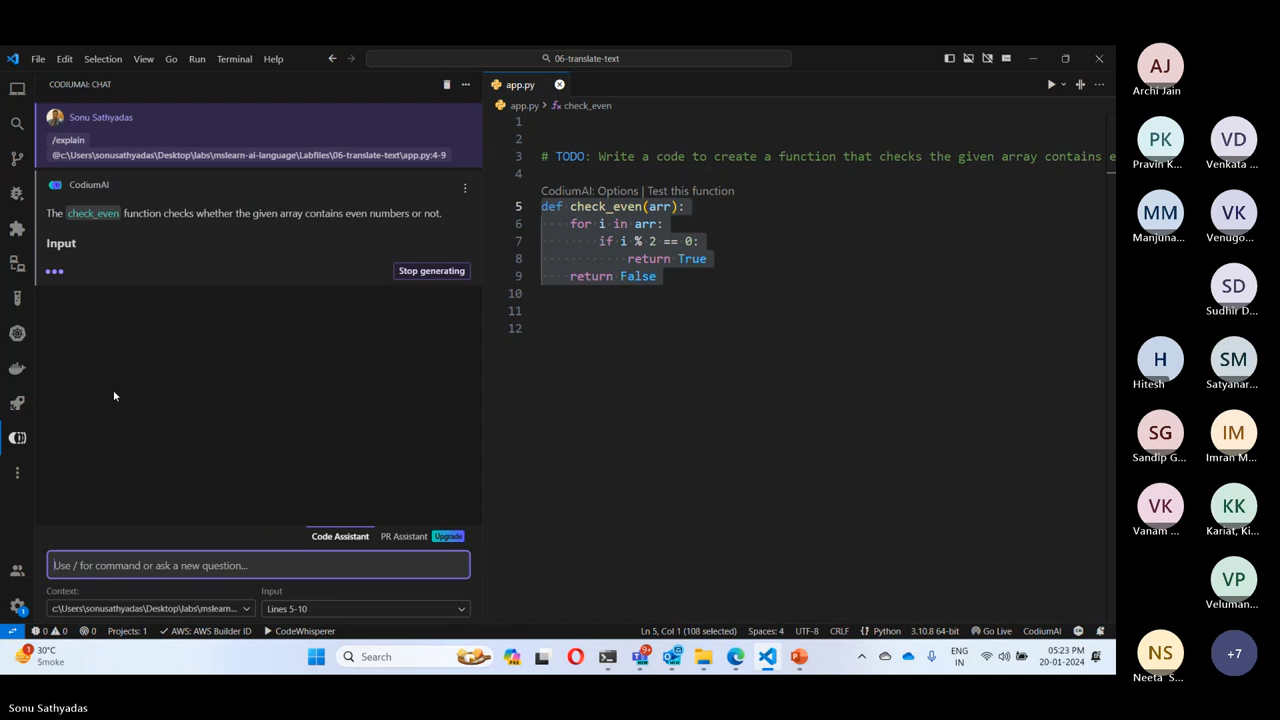 File Edit Selection View Go Run Terminal Help
06-translate-text
CODIUMAI: CHAT
Sonu Sathyadas
/explain
@c:\Users\sonusathyadas\Desktop\labs\mslearn-ai-language\Labfiles\06-translate-text\app.py:4-9
CodiumAI
The check_even function checks whether the given array contains even numbers or not.
Input
Stop generating
Code Assistant PR Assistant Upgrade
Use / for command or ask a new question...
Context: Input
c:\Users\sonusathyadas\Desktop\labs\mslearn... Lines 5-10
app.py
app.py > check_even
1
2
3 # TODO: Write a code to create a function that checks the given array contains e
4
CodiumAI: Options | Test this function
5 def check_even(arr):
6 for i in arr:
7 if i % 2 == 0:
8 return True
9 return False
10
11
12
0 0 0 Projects: 1 AWS: AWS Builder ID CodeWhisperer Ln 5, Col 1 (108 selected) Spaces: 4 UTF-8 CRLF Python 3.10.8 64-bit Go Live CodiumAI
1 30°C
Smoke
Search
9+
ENG
IN
05:23 PM
20-01-2024
AJ
Archi Jain
PK
Pravin K...
VD
Venkata ...
MM
Manjuna...
VK
Venugo...
SD
Sudhir D...
H
Hitesh
SM
Satyanar...
SG
Sandip G...
IM
Imran M...
VK
Vanam ...
KK
Kariat, Ki...
VP
Veluman...
NS
Neeta S...
+7
Sonu Sathyadas